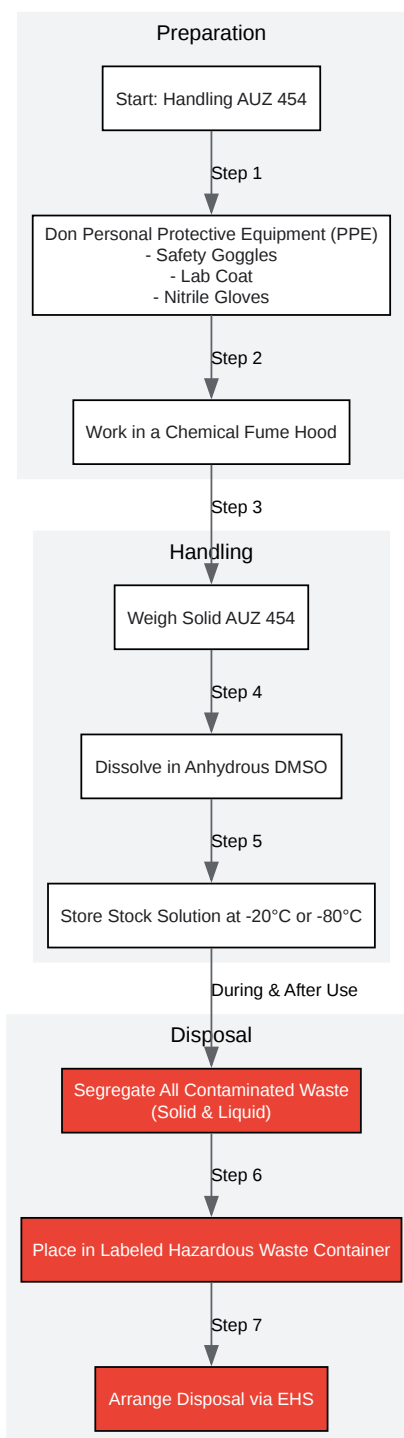 Preparation
Start: Handling AUZ 454
Step 1
Don Personal Protective Equipment (PPE)
- Safety Goggles
- Lab Coat
- Nitrile Gloves
Step 2
Work in a Chemical Fume Hood
Step 3
Handling
Weigh Solid AUZ 454
Step 4
Dissolve in Anhydrous DMSO
Step 5
Store Stock Solution at -20°C or -80°C
During & After Use
Disposal
Segregate All Contaminated Waste
(Solid & Liquid)
Step 6
Place in Labeled Hazardous Waste Container
Step 7
Arrange Disposal via EHS